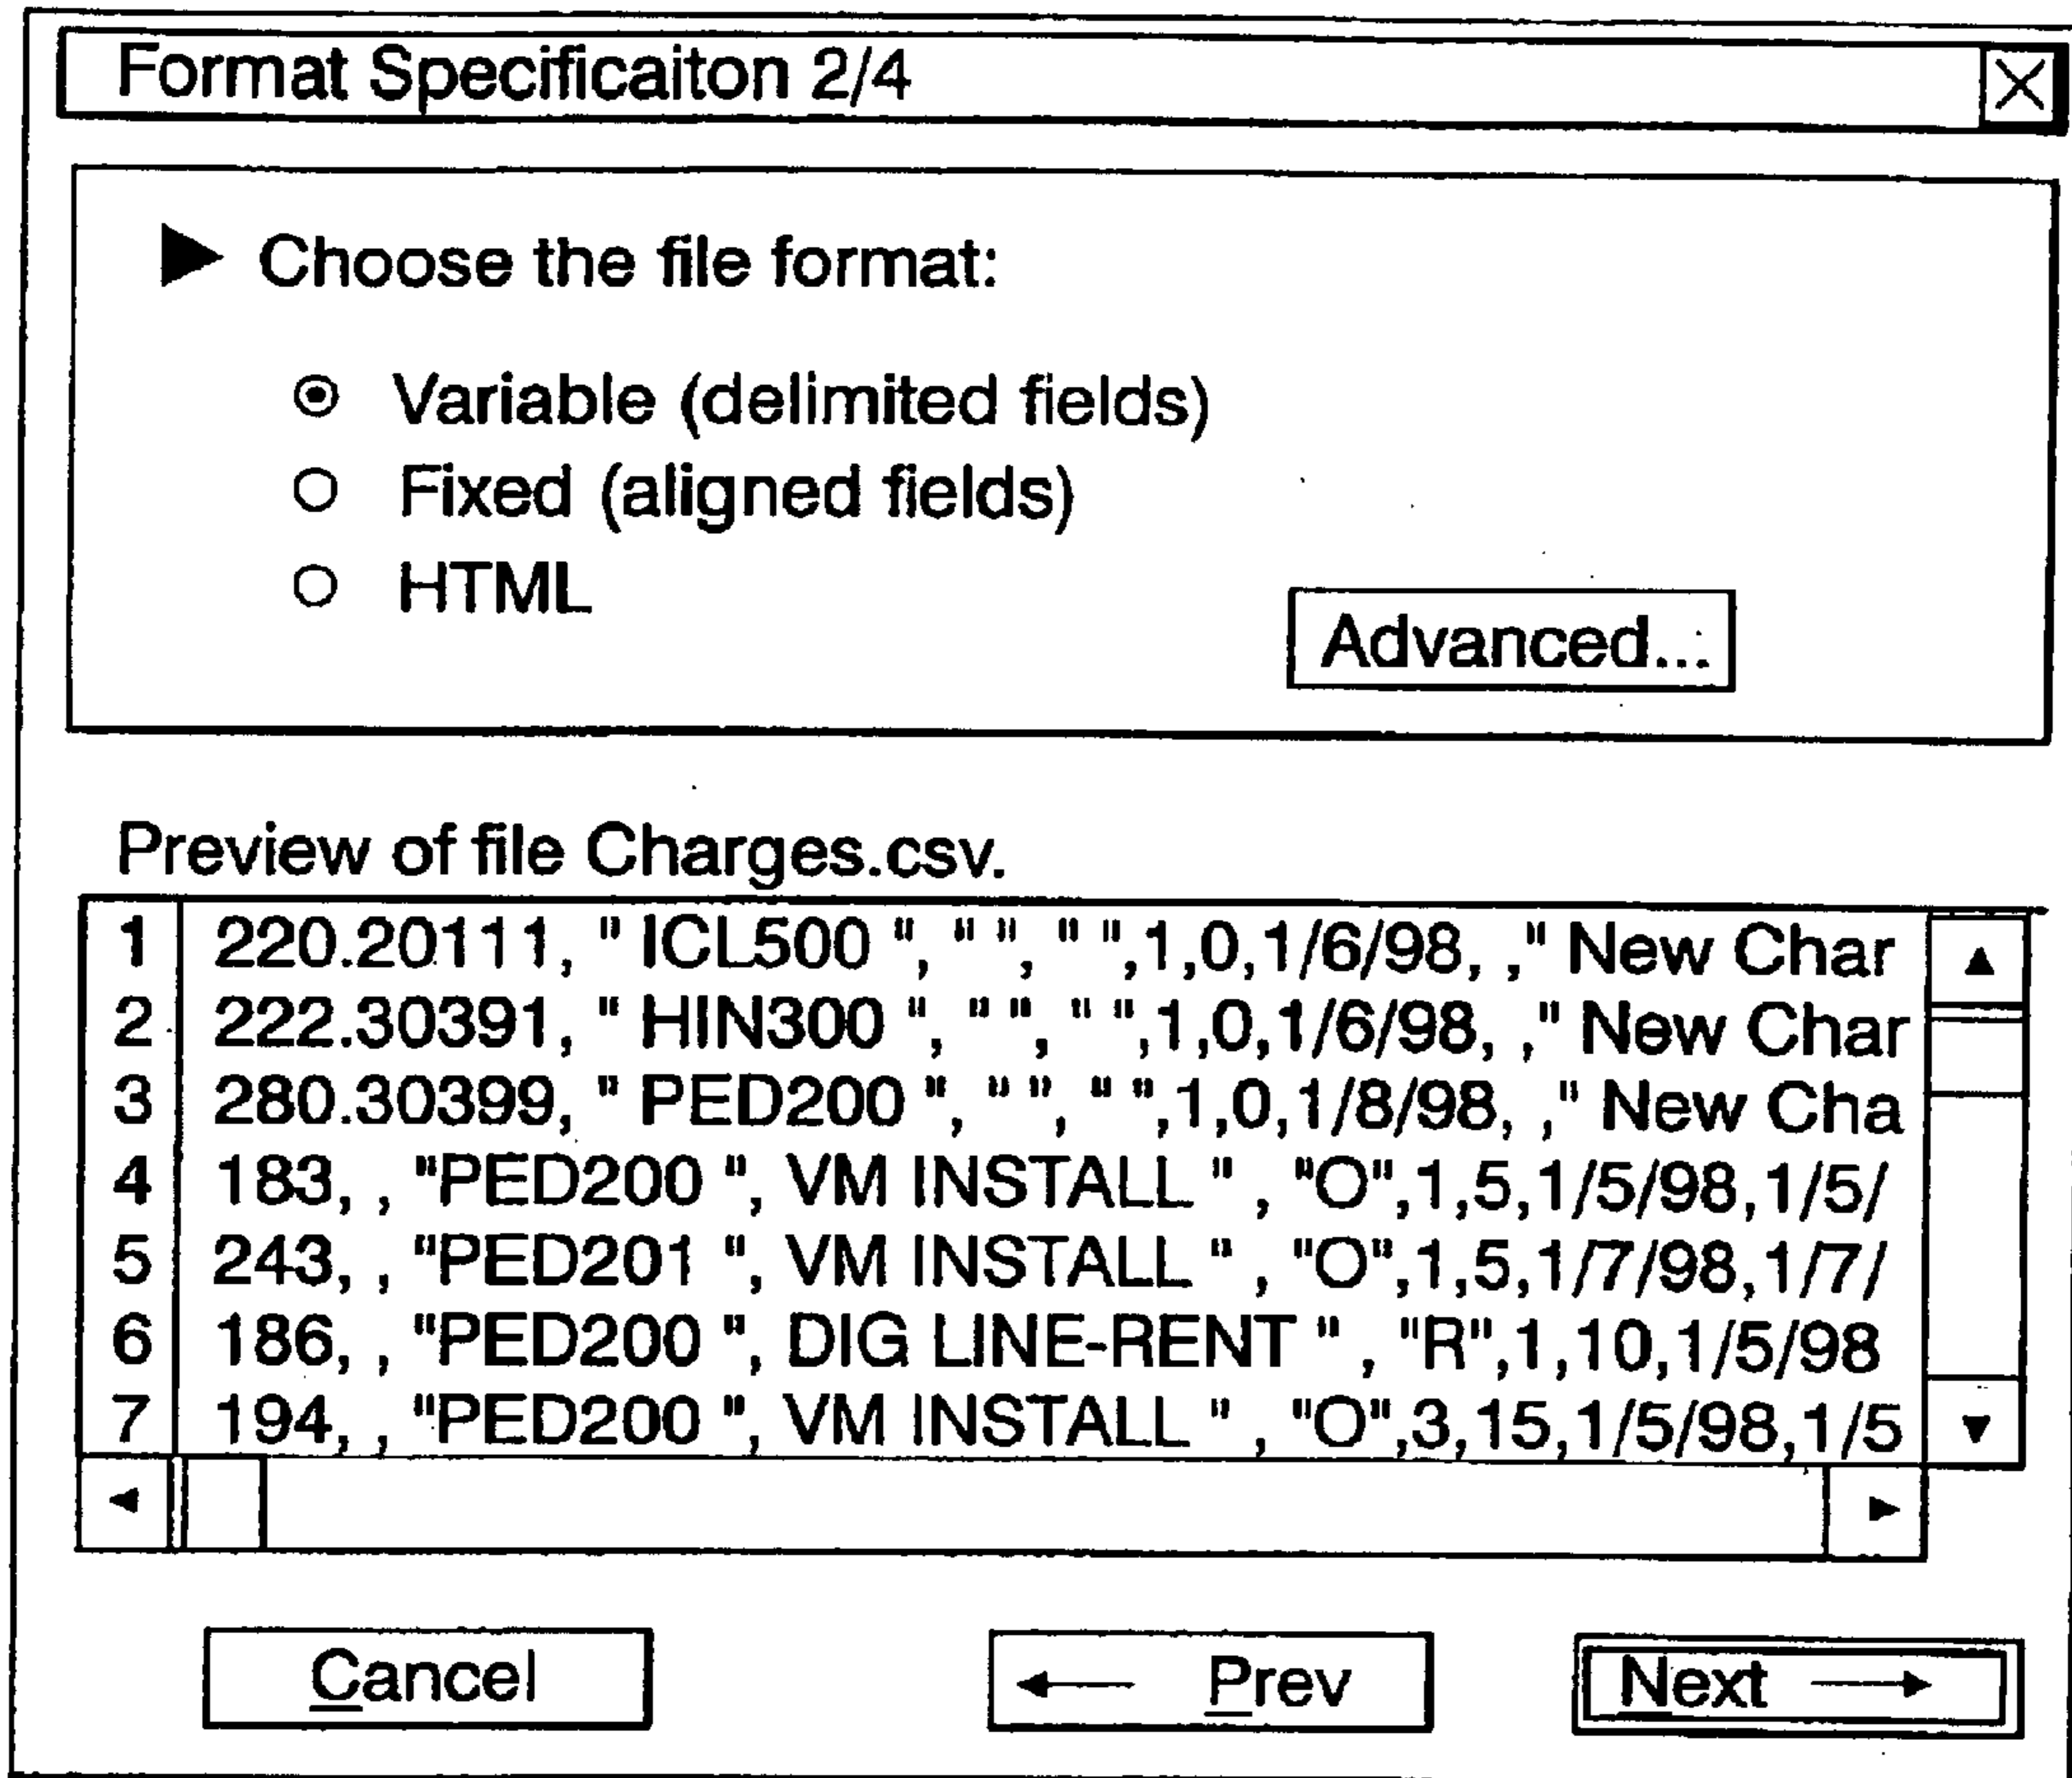 Format Specificaiton 2/4
Choose the file format:
Variable (delimited fields)
Fixed (aligned fields)
HTML
Advanced...
Preview of file Charges.csv.
1 220.20111, " ICL500 ", " ", " ",1,0,1/6/98, ," New Char
2 222.30391, " HIN300 ", " ", " ",1,0,1/6/98, ," New Char
3 280.30399, " PED200 ", " ", " ",1,0,1/8/98, ," New Cha
4 183, , "PED200 ", VM INSTALL " , "O",1,5,1/5/98,1/5/
5 243, , "PED201 ", VM INSTALL " , "O",1,5,1/7/98,1/7/
6 186, , "PED200 ", DIG LINE-RENT " , "R",1,10,1/5/98
7 194, , "PED200 ", VM INSTALL " , "O",3,15,1/5/98,1/5
Cancel ← Prev Next →